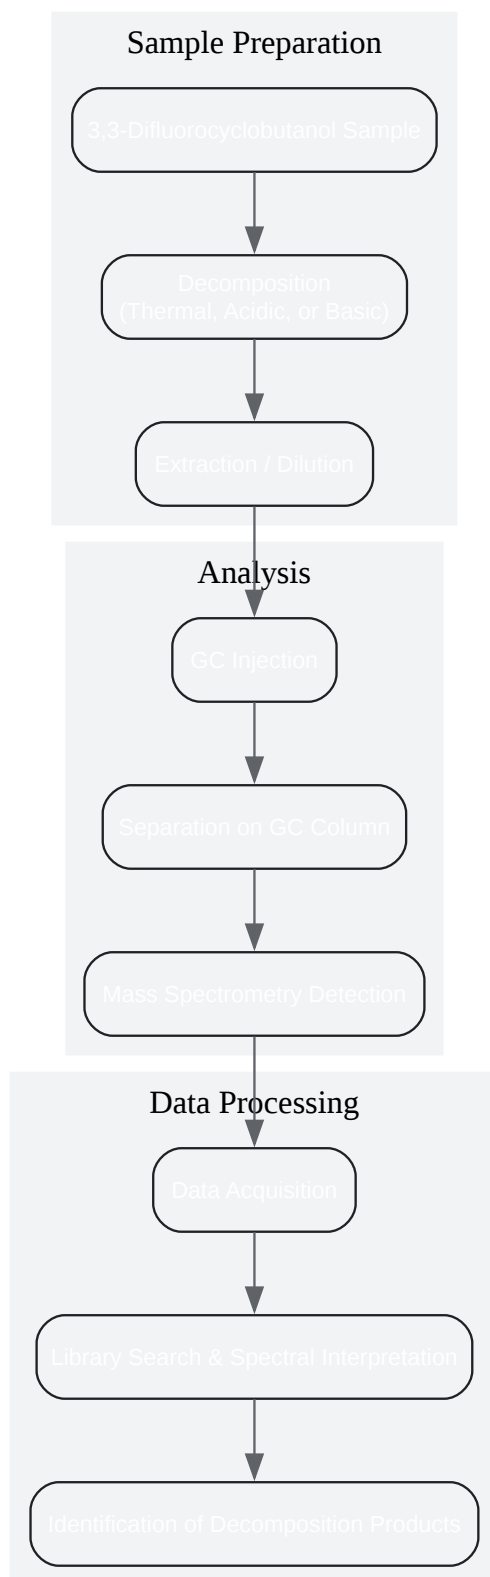 Sample Preparation
3,3-Difluorocyclobutanol Sample
Decomposition
(Thermal, Acidic, or Basic)
Extraction / Dilution
Analysis
GC Injection
Separation on GC Column
Mass Spectrometry Detection
Data Processing
Data Acquisition
Library Search & Spectral Interpretation
Identification of Decomposition Products